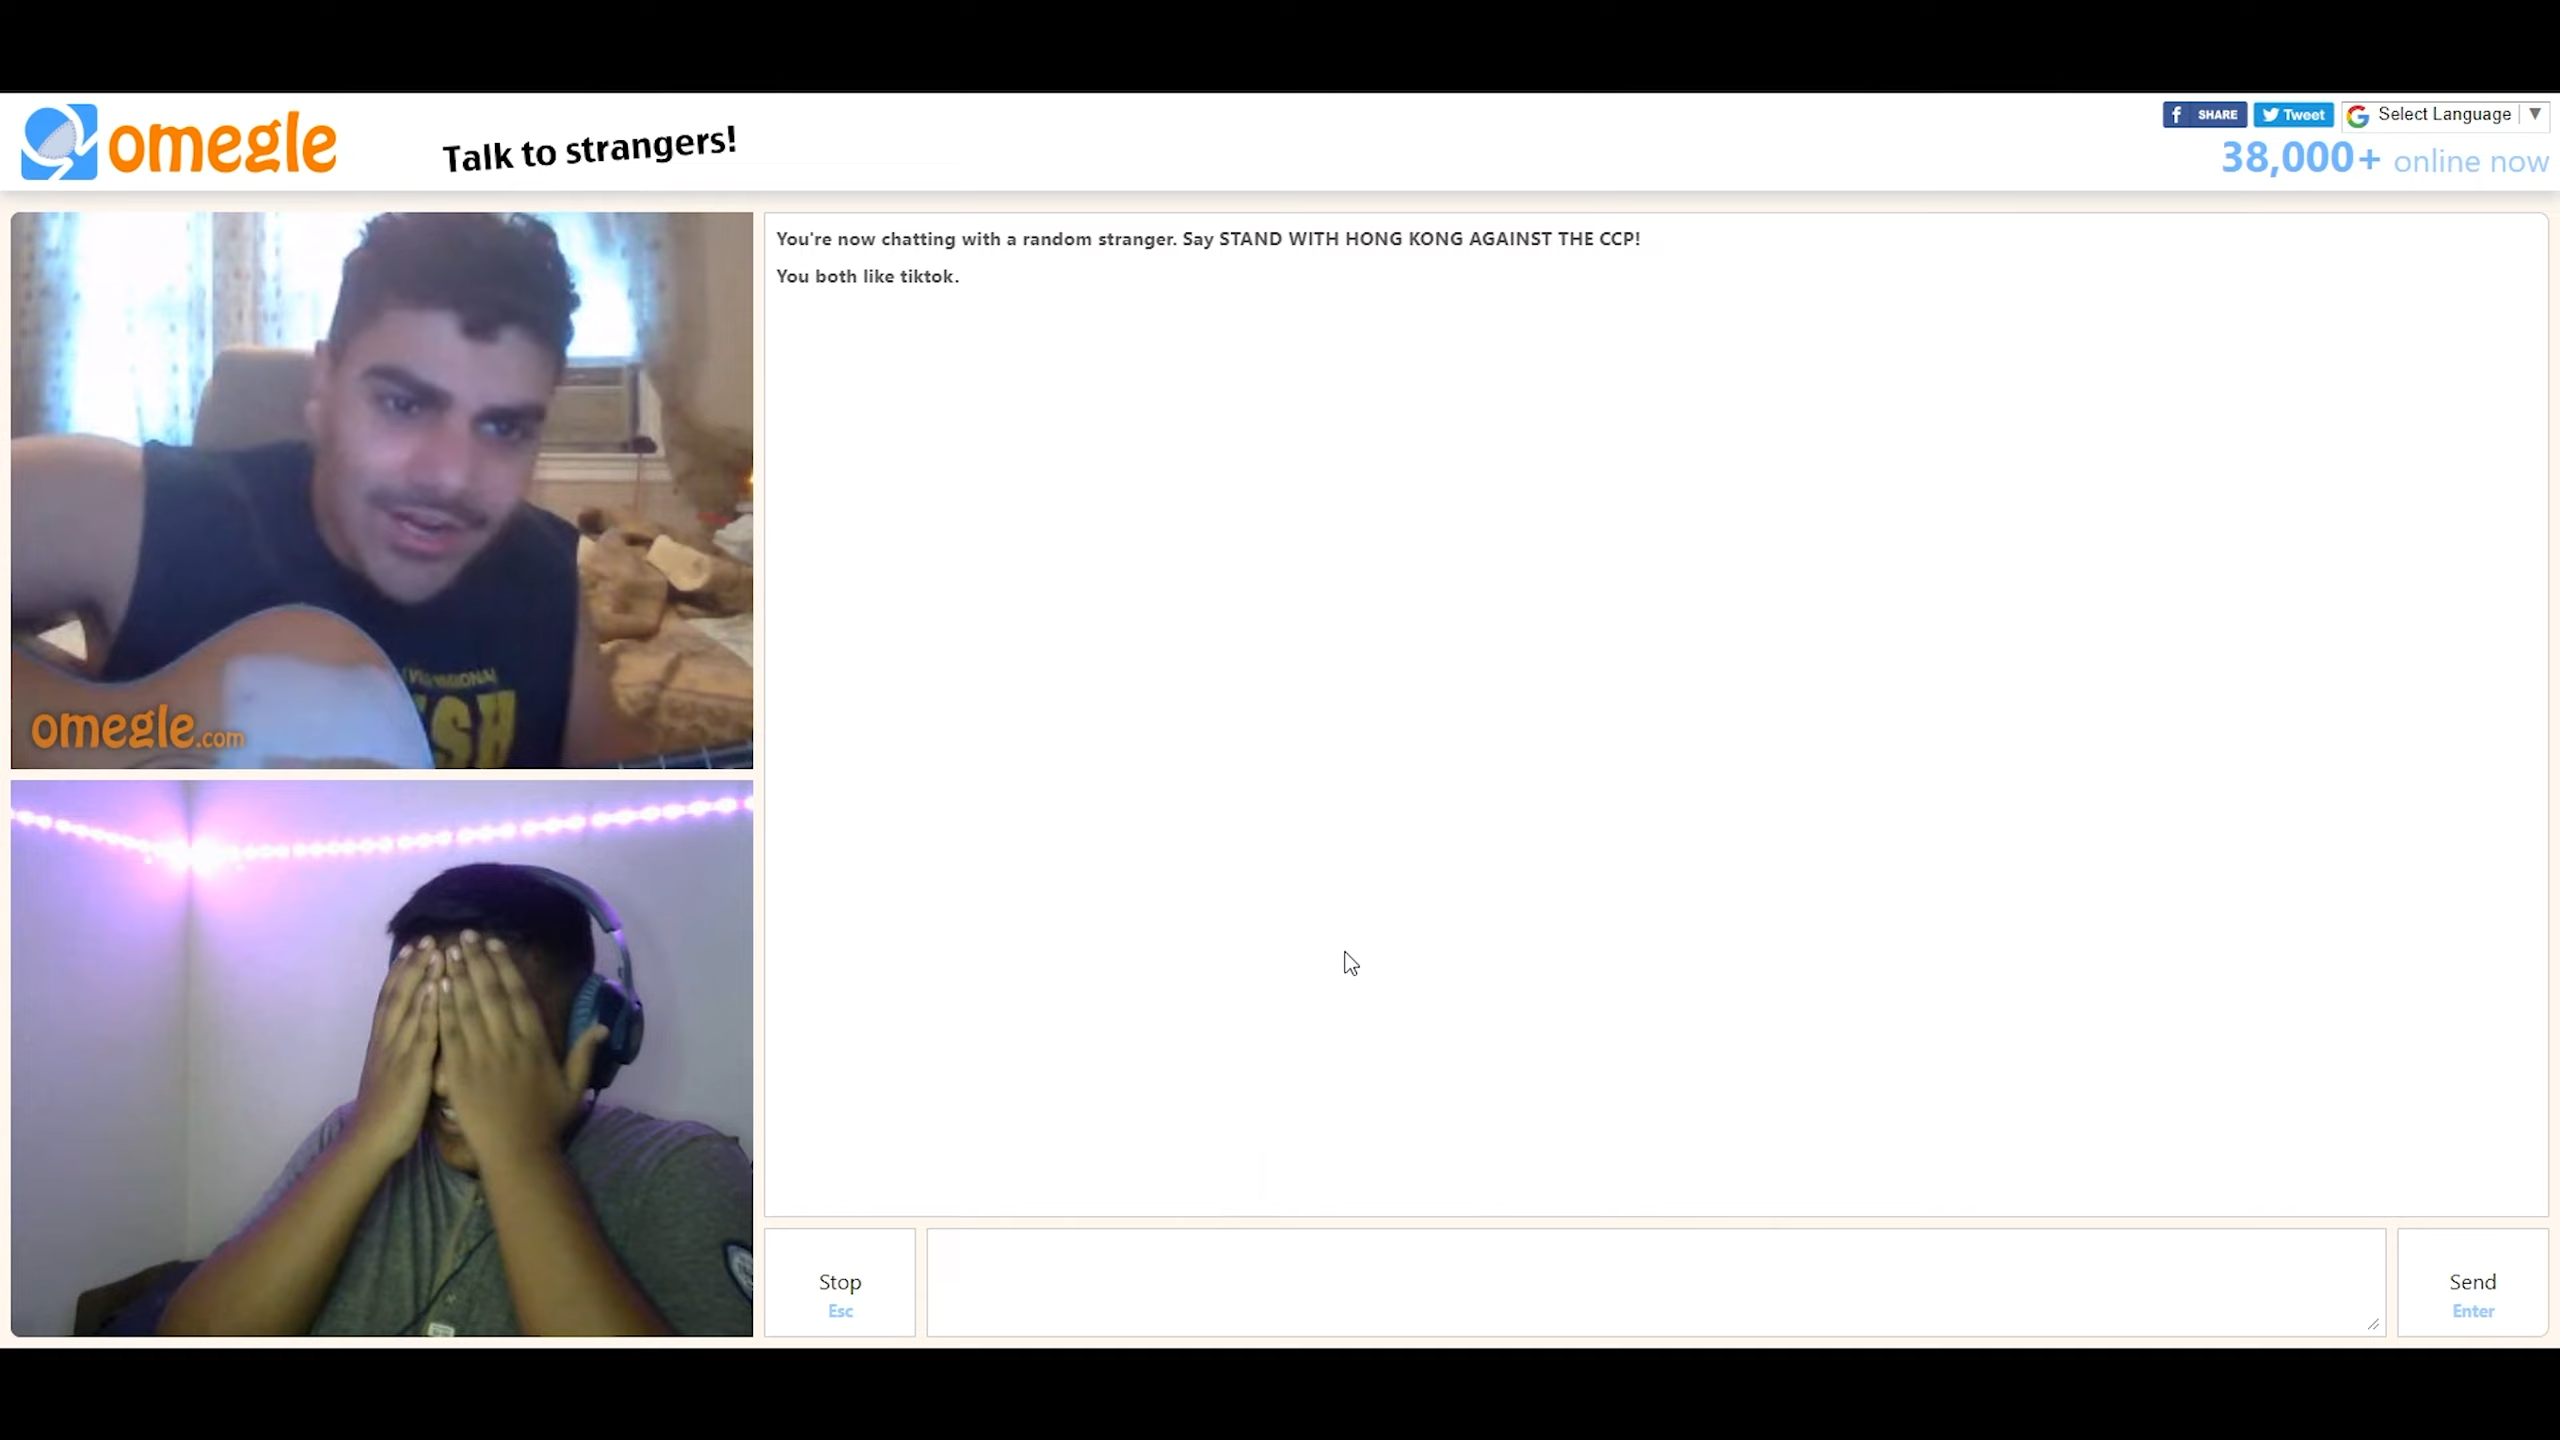 omegle
Talk to strangers!
f SHARE
Tweet
G Select Language ▼
38,000+ online now
You're now chatting with a random stranger. Say STAND WITH HONG KONG AGAINST THE CCP!
You both like tiktok.
omegle.com
Stop
Esc
Send
Enter